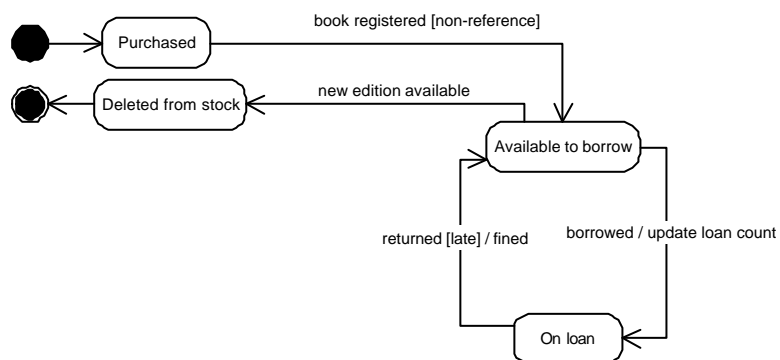 book registered [non-reference]
Purchased
new edition available
Deleted from stock
Available to borrow
returned [late] / fined
borrowed / update loan count
On loan